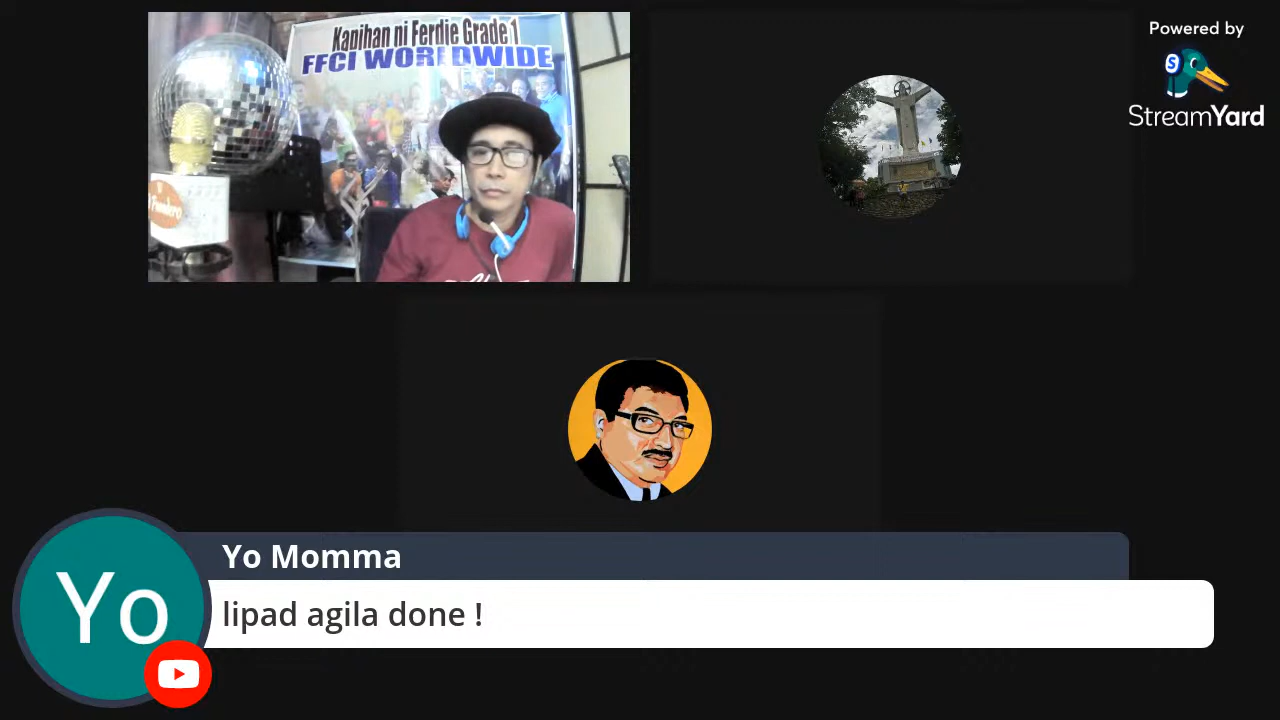 Kapihan ni Ferdie Grade 1
FFCI WORLDWIDE
Powered by
S
StreamYard
Yo Momma
Yo
lipad agila done !